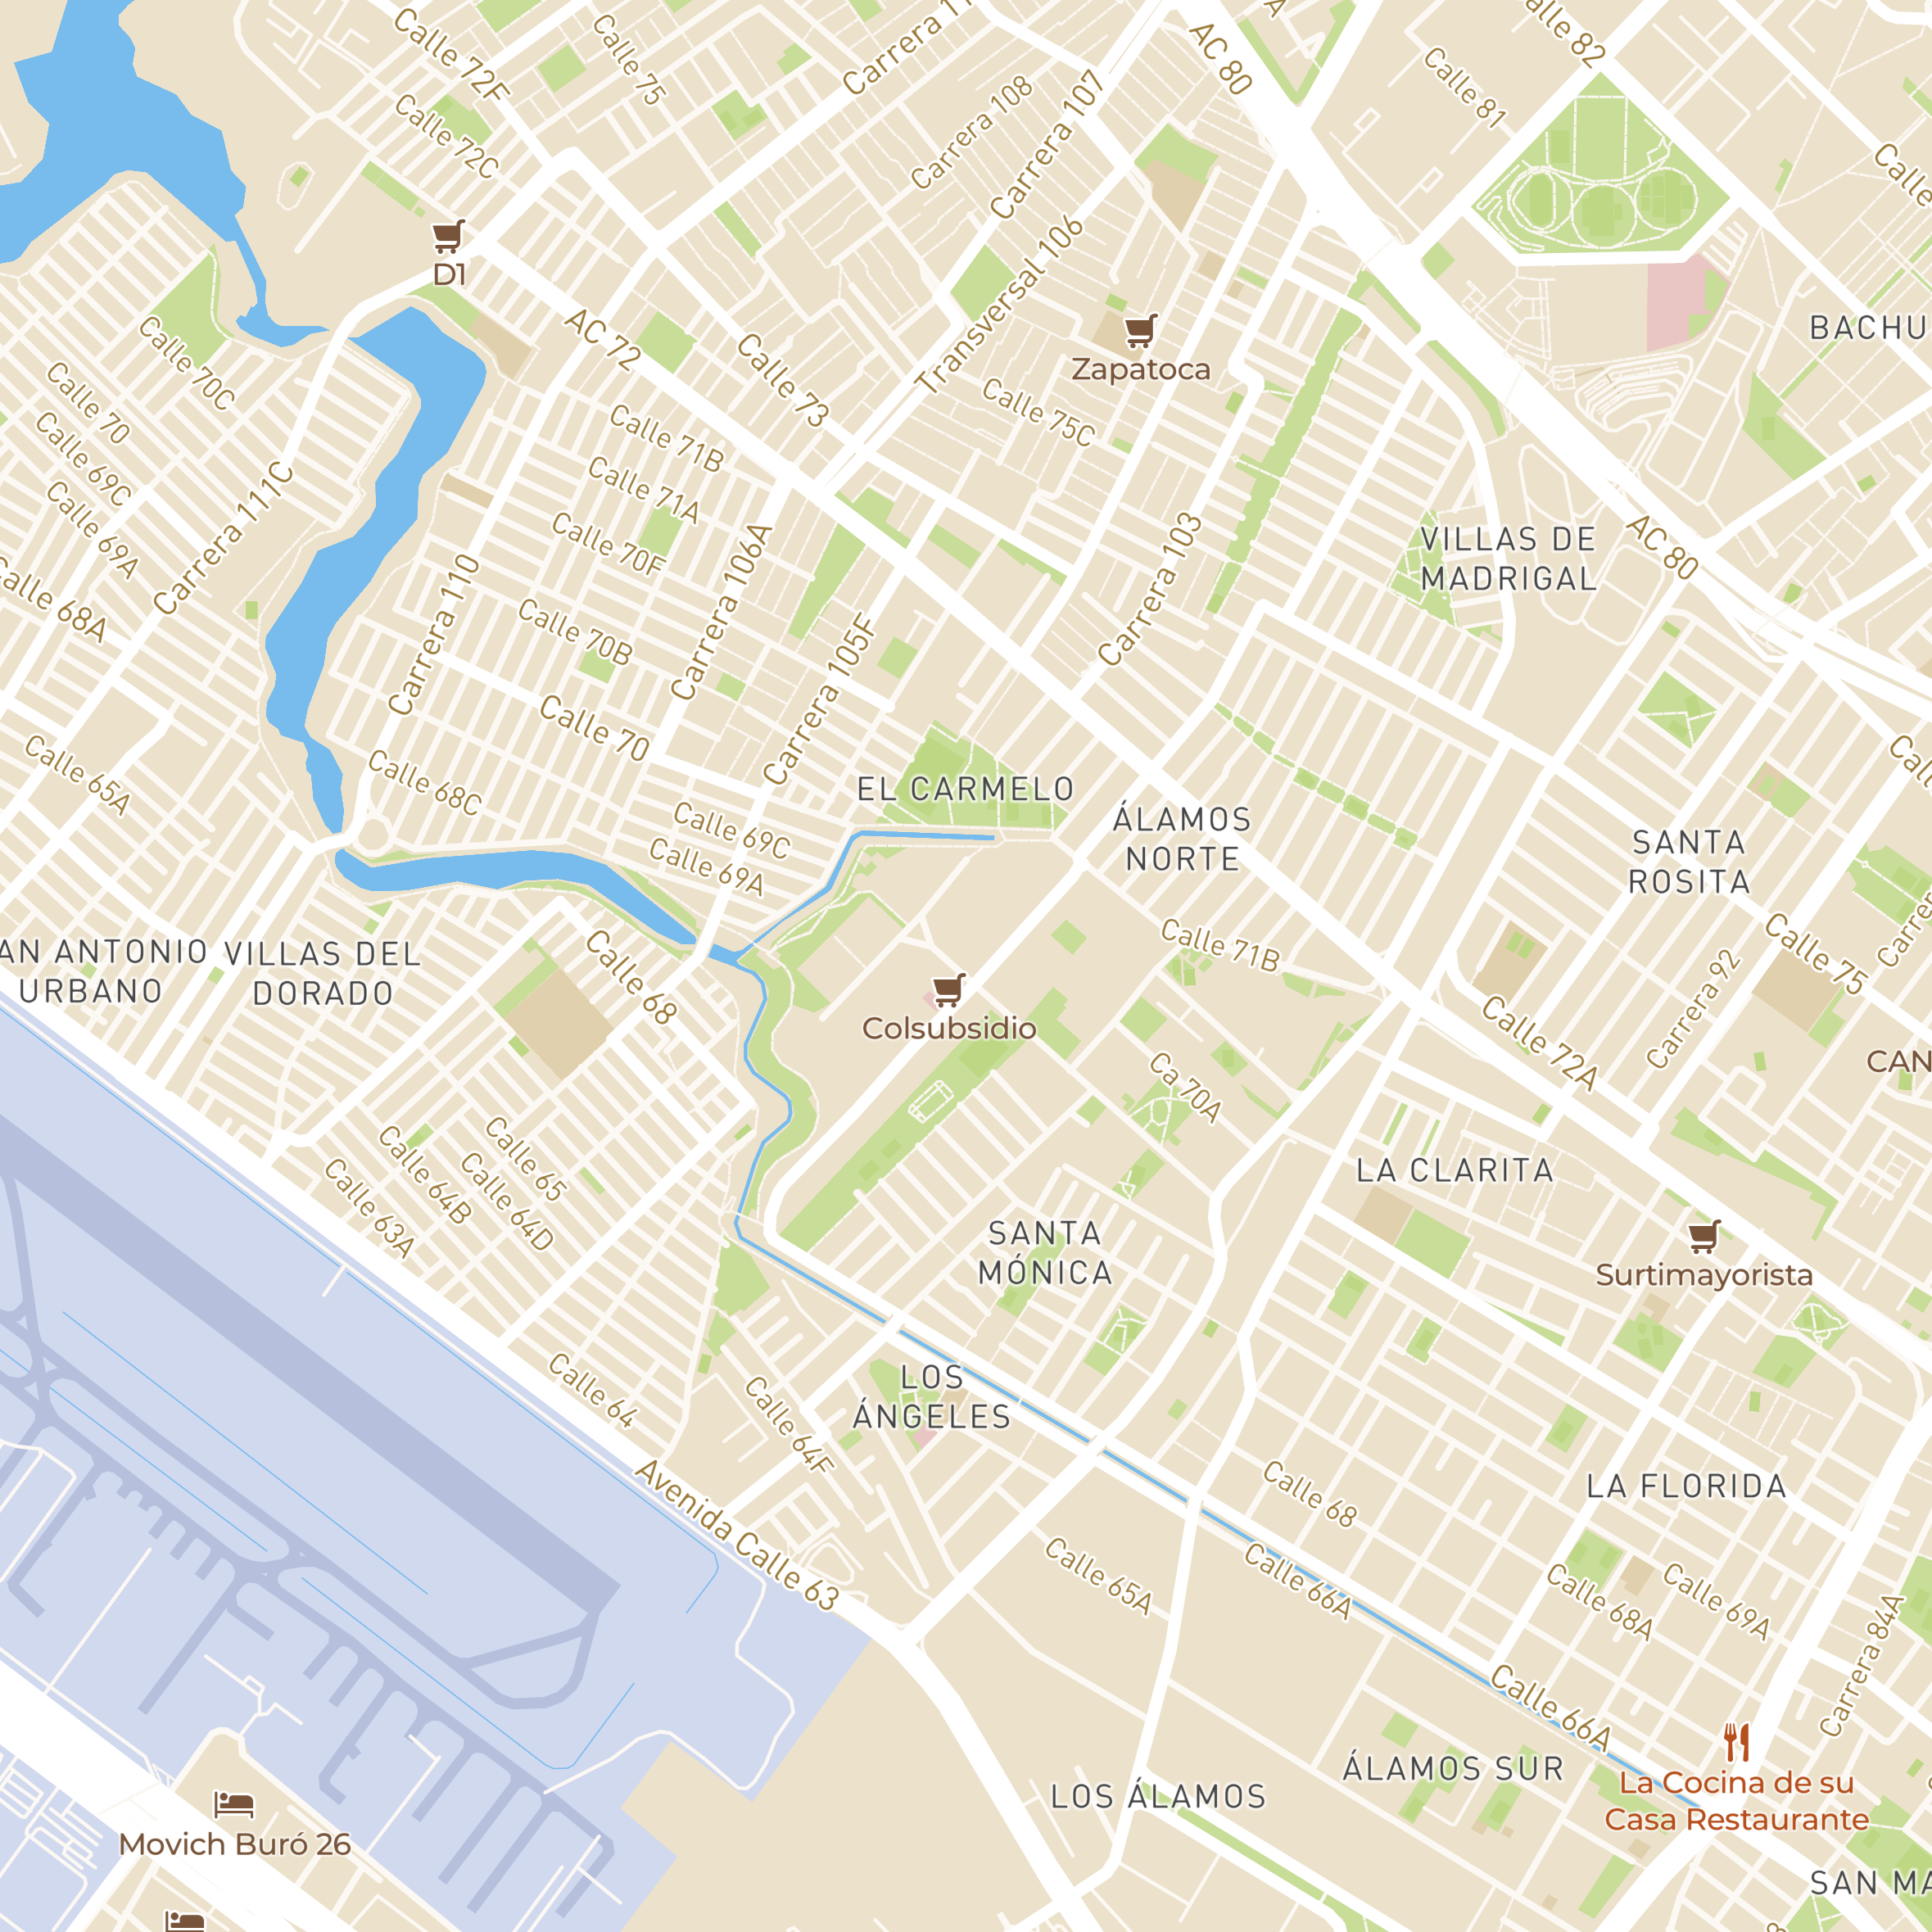 Calle 72F
Calle 75
Carrera 11
AC 80
Calle 82
Calle 81
Calle 72C
Carrera 108
Carrera 107
Calle
D1
Transversal 106
AC 72
Calle 73
Zapatoca
Calle 75C
BACHU
Calle 70C
Calle 70
Calle 69C
Calle 69A
Calle 68A
Carrera 111C
Calle 71B
Calle 71A
Calle 70F
Calle 70B
Carrera 106A
Carrera 110
Carrera 103
VILLAS DE
MADRIGAL
AC 80
Calle 70
Carrera 105F
Calle 65A
Calle 68C
Calle 69C
Calle 69A
EL CARMELO
ÁLAMOS
NORTE
SANTA
ROSITA
AN ANTONIO
URBANO
VILLAS DEL
DORADO
Calle 68
Colsubsidio
Calle 71B
Calle 72A
Carrera 92
Calle 75
CAN
Ca 70A
LA CLARITA
Calle 65
Calle 64B
Calle 64D
Calle 63A
SANTA
MÓNICA
Surtimayorista
Calle 64
Calle 64F
LOS
ÁNGELES
Avenida Calle 63
Calle 68
LA FLORIDA
Calle 65A
Calle 66A
Calle 68A
Calle 69A
Carrera 84A
Calle 66A
ÁLAMOS SUR
LOS ÁLAMOS
La Cocina de su
Casa Restaurante
Movich Buró 26
SAN MA